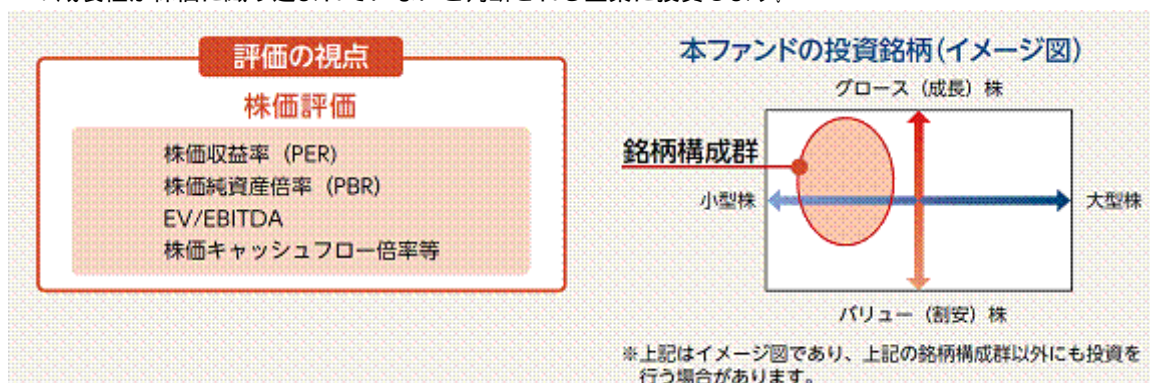 評価の視点
株価評価
株価収益率（PER）
株価純資産倍率（PBR）
EV/EBITDA
株価キャッシュフロー倍率等
本ファンドの投資銘柄（イメージ図）
グロース（成長）株
銘柄構成群
小型株
大型株
バリュー（割安）株
※上記はイメージ図であり、上記の銘柄構成群以外にも投資を
行う場合があります。